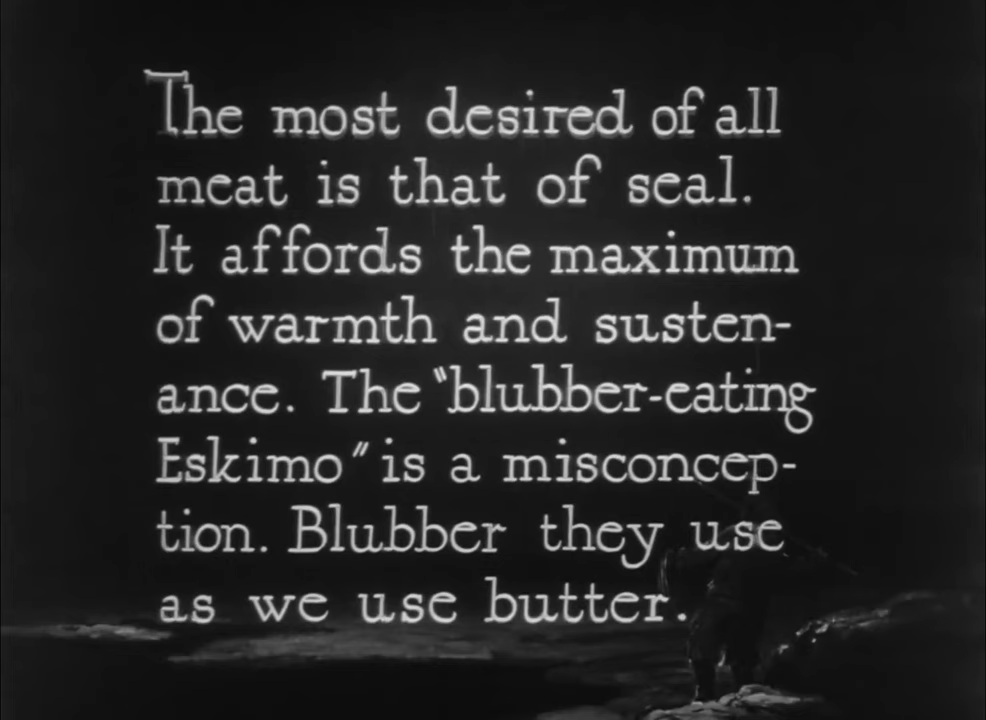 The most desired of all
meat is that of seal.
It affords the maximum
of warmth and susten-
ance. The "blubber-eating
Eskimo" is a misconcep-
tion. Blubber they use
as we use butter.